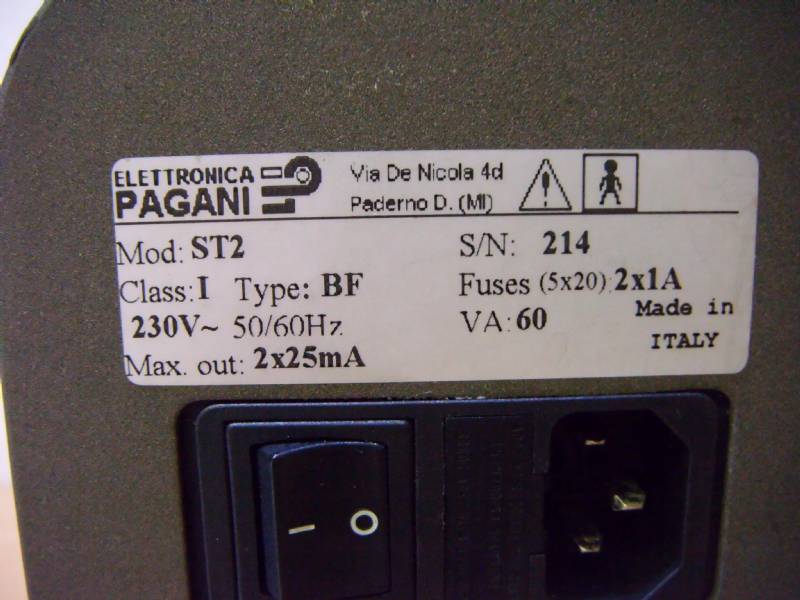 ELETTRONICA
PAGANI
Via De Nicola 4d
Paderno D. (MI)
Mod: ST2
S/N: 214
Class: I Type: BF
Fuses (5x20): 2x1A
230V~ 50/60Hz
VA: 60
Made in
ITALY
Max. out: 2x25mA
I O